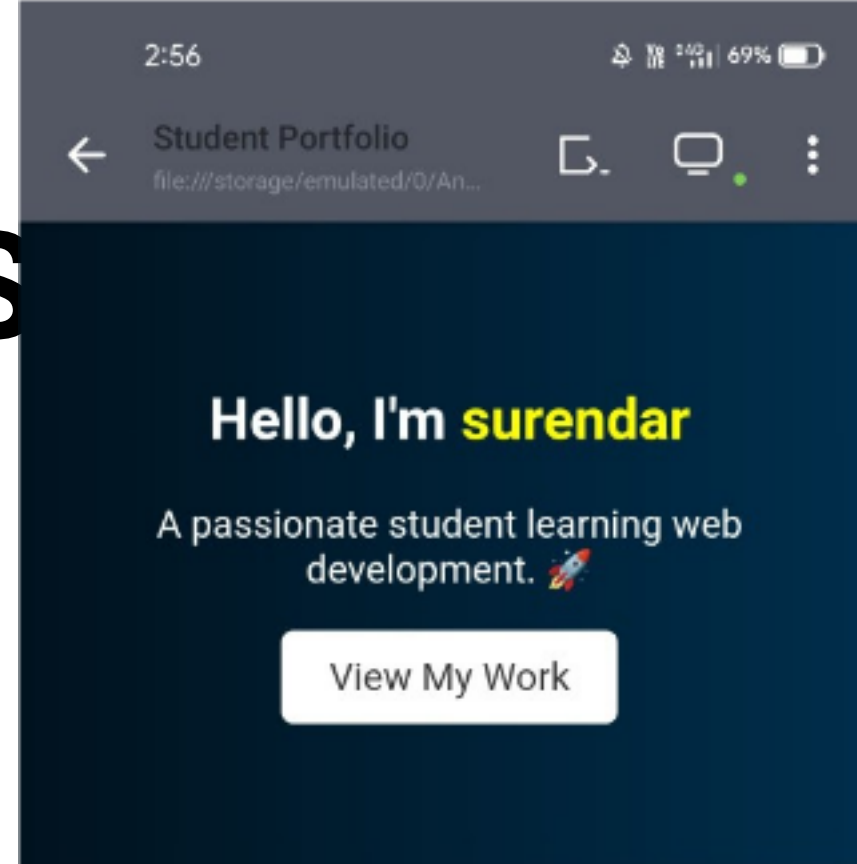 2:56
69%
Student Portfolio
file:///storage/emulated/0/An...
S
Hello, I'm surendar
A passionate student learning web
development. 🚀
View My Work